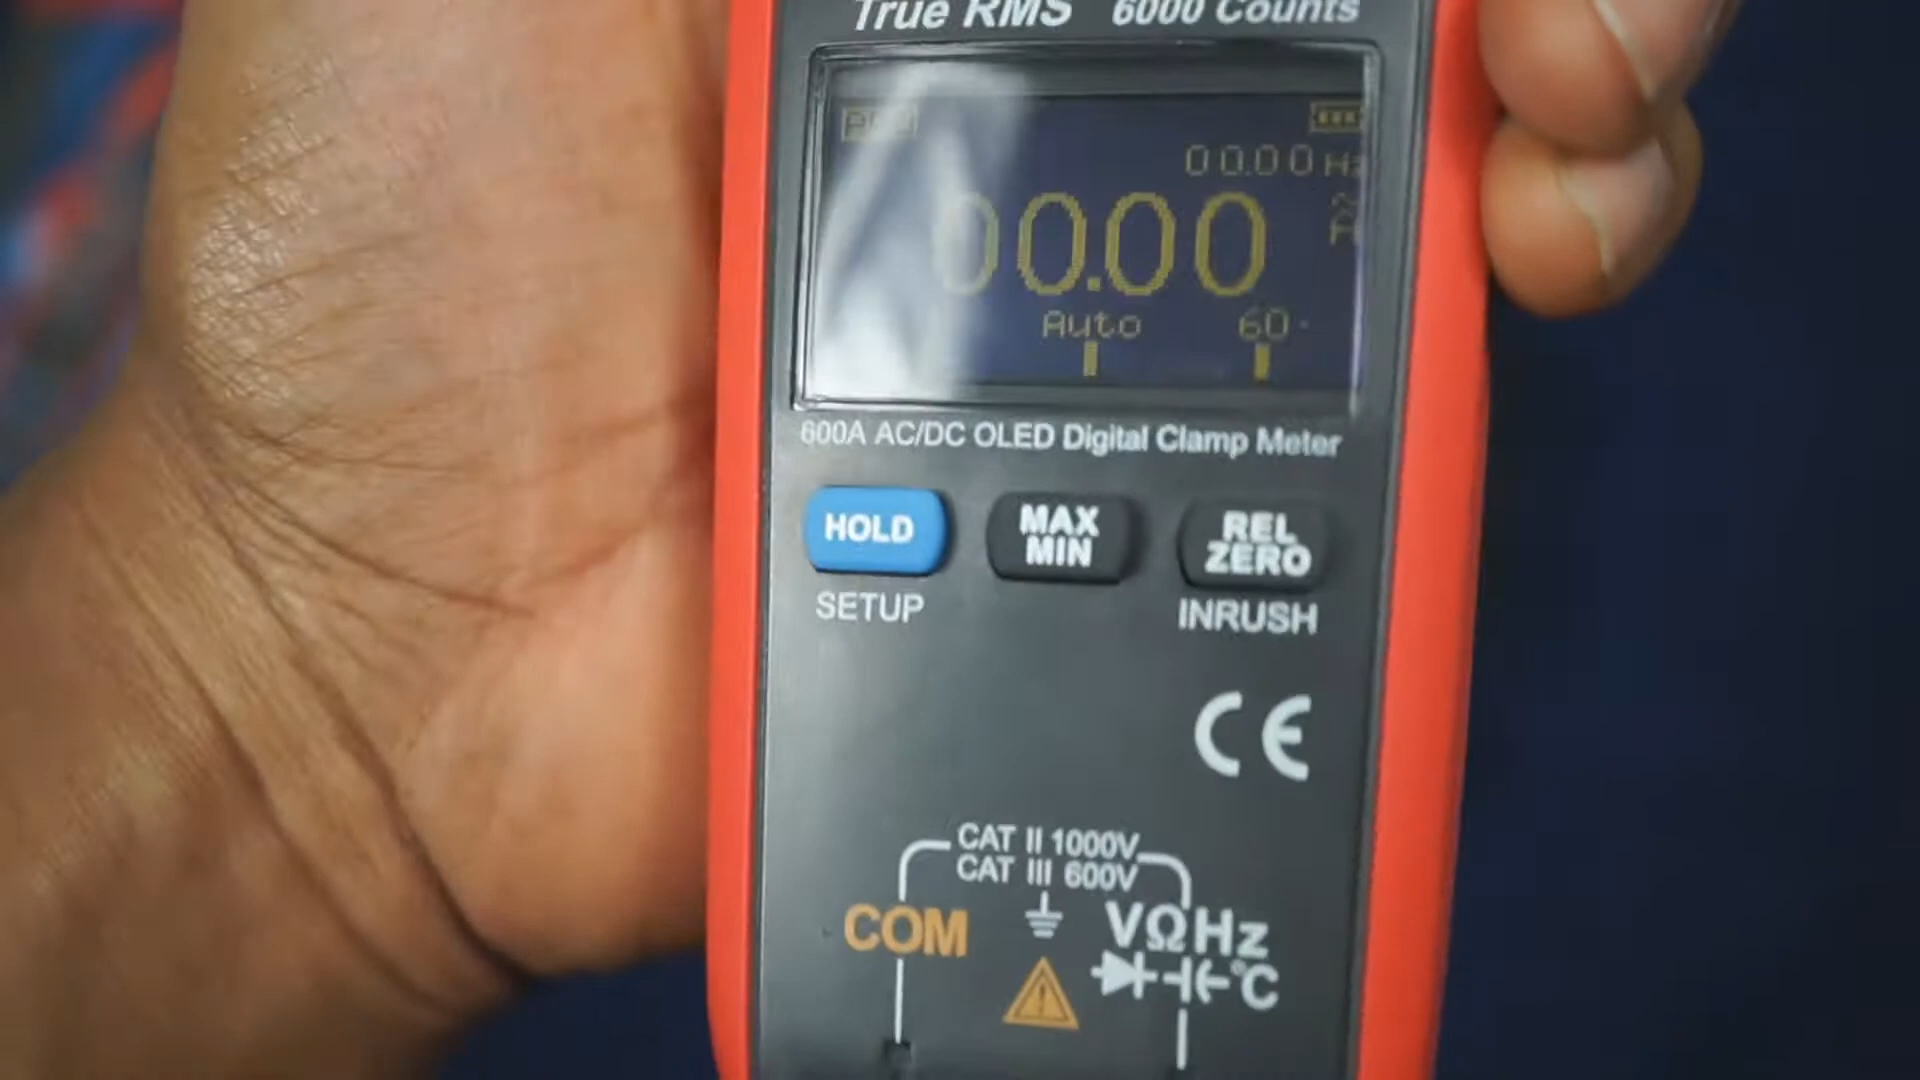 True RMS 6000 Counts
00.00 Hz
00.00
A
Auto 60
600A AC/DC OLED Digital Clamp Meter
HOLD MAX MIN REL ZERO
SETUP INRUSH
CE
CAT II 1000V
CAT III 600V
COM VΩHz
°C